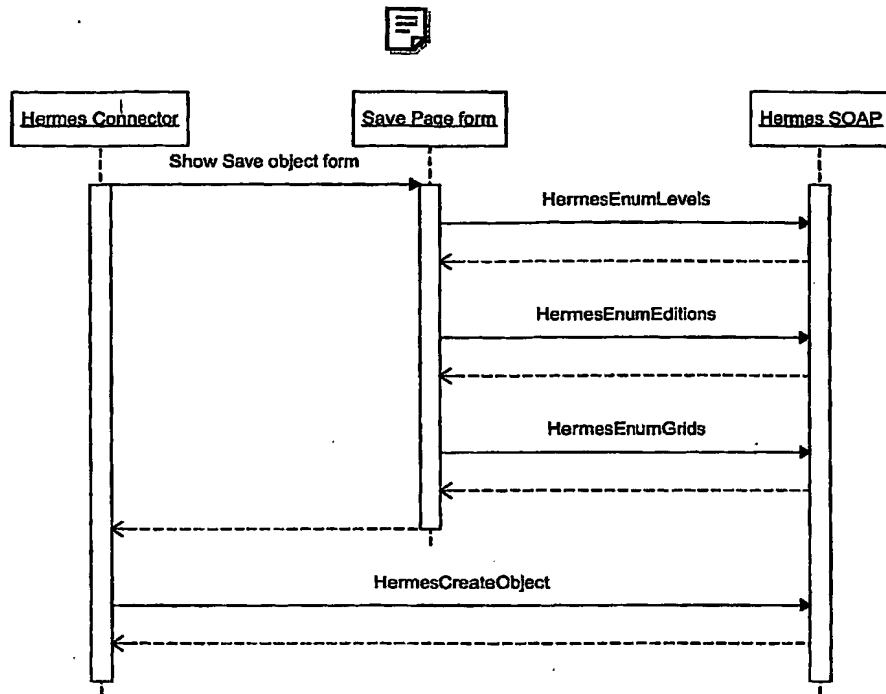 Hermes Connector
Save Page form
Hermes SOAP
Show Save object form
HermesEnumLevels
HermesEnumEditions
HermesEnumGrids
HermesCreateObject